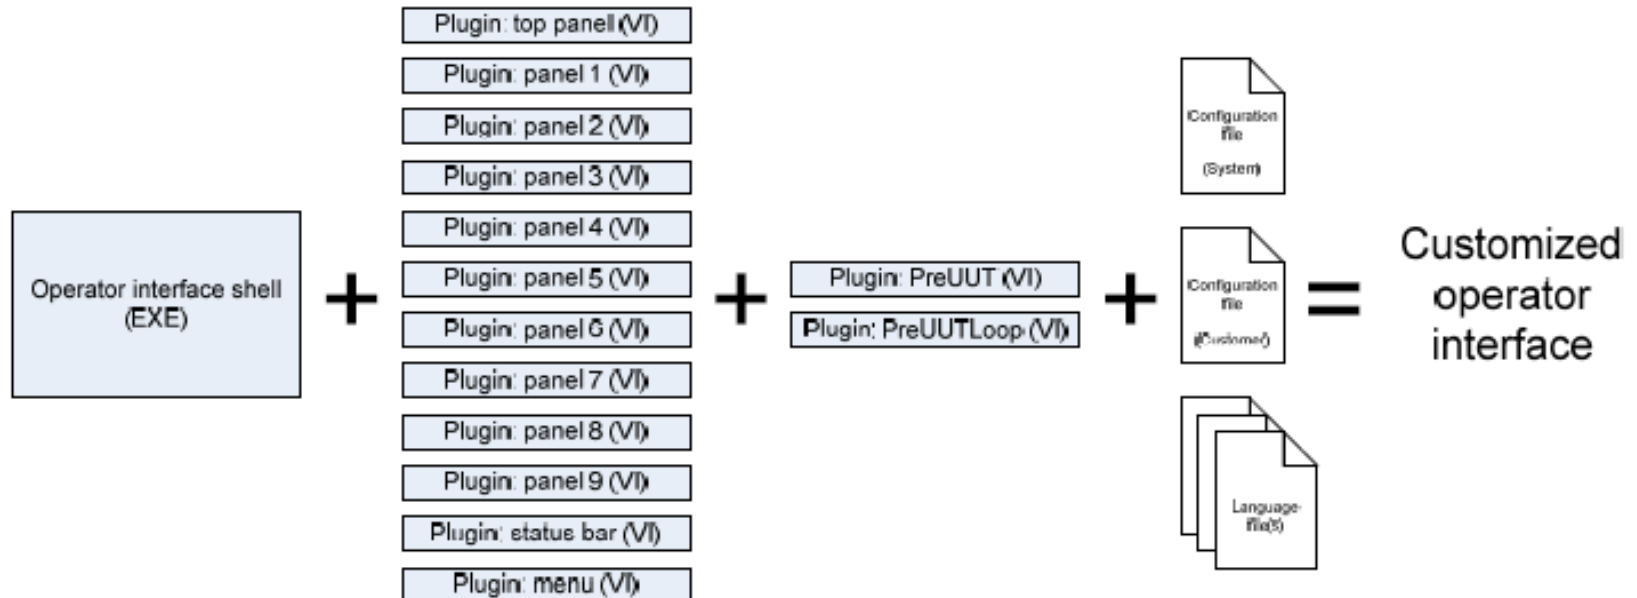 Operator interface shell
(EXE)
+
Plugin: top panel (VI)
Plugin: panel 1 (VI)
Plugin: panel 2 (VI)
Plugin: panel 3 (VI)
Plugin: panel 4 (VI)
Plugin: panel 5 (VI)
Plugin: panel 6 (VI)
Plugin: panel 7 (VI)
Plugin: panel 8 (VI)
Plugin: panel 9 (VI)
Plugin: status bar (VI)
Plugin: menu (VI)
+
Plugin: PreUUT (VI)
Plugin: PreUUTLoop (VI)
+
Configuration
file
(System)
Configuration
file
(Customer)
Language
file(s)
=
Customized
operator
interface